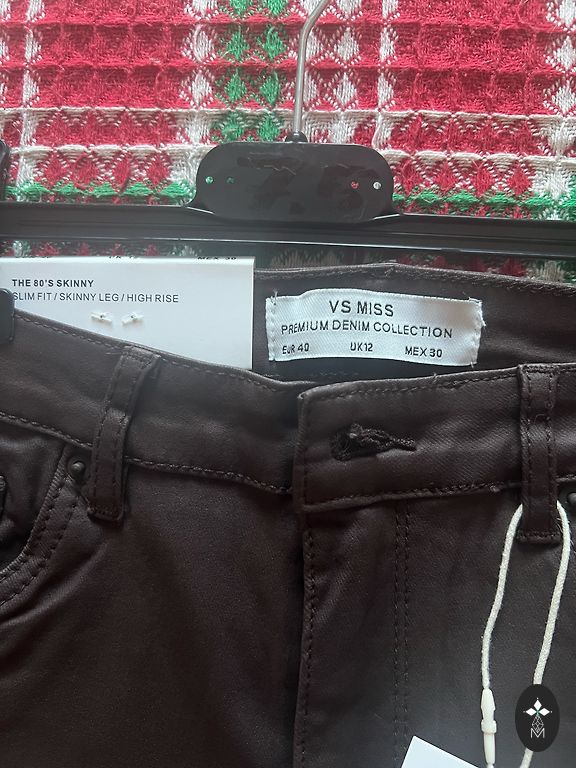 THE 80'S SKINNY
SLIM FIT / SKINNY LEG / HIGH RISE
VS MISS
PREMIUM DENIM COLLECTION
EUR 40 UK12 MEX 30
M